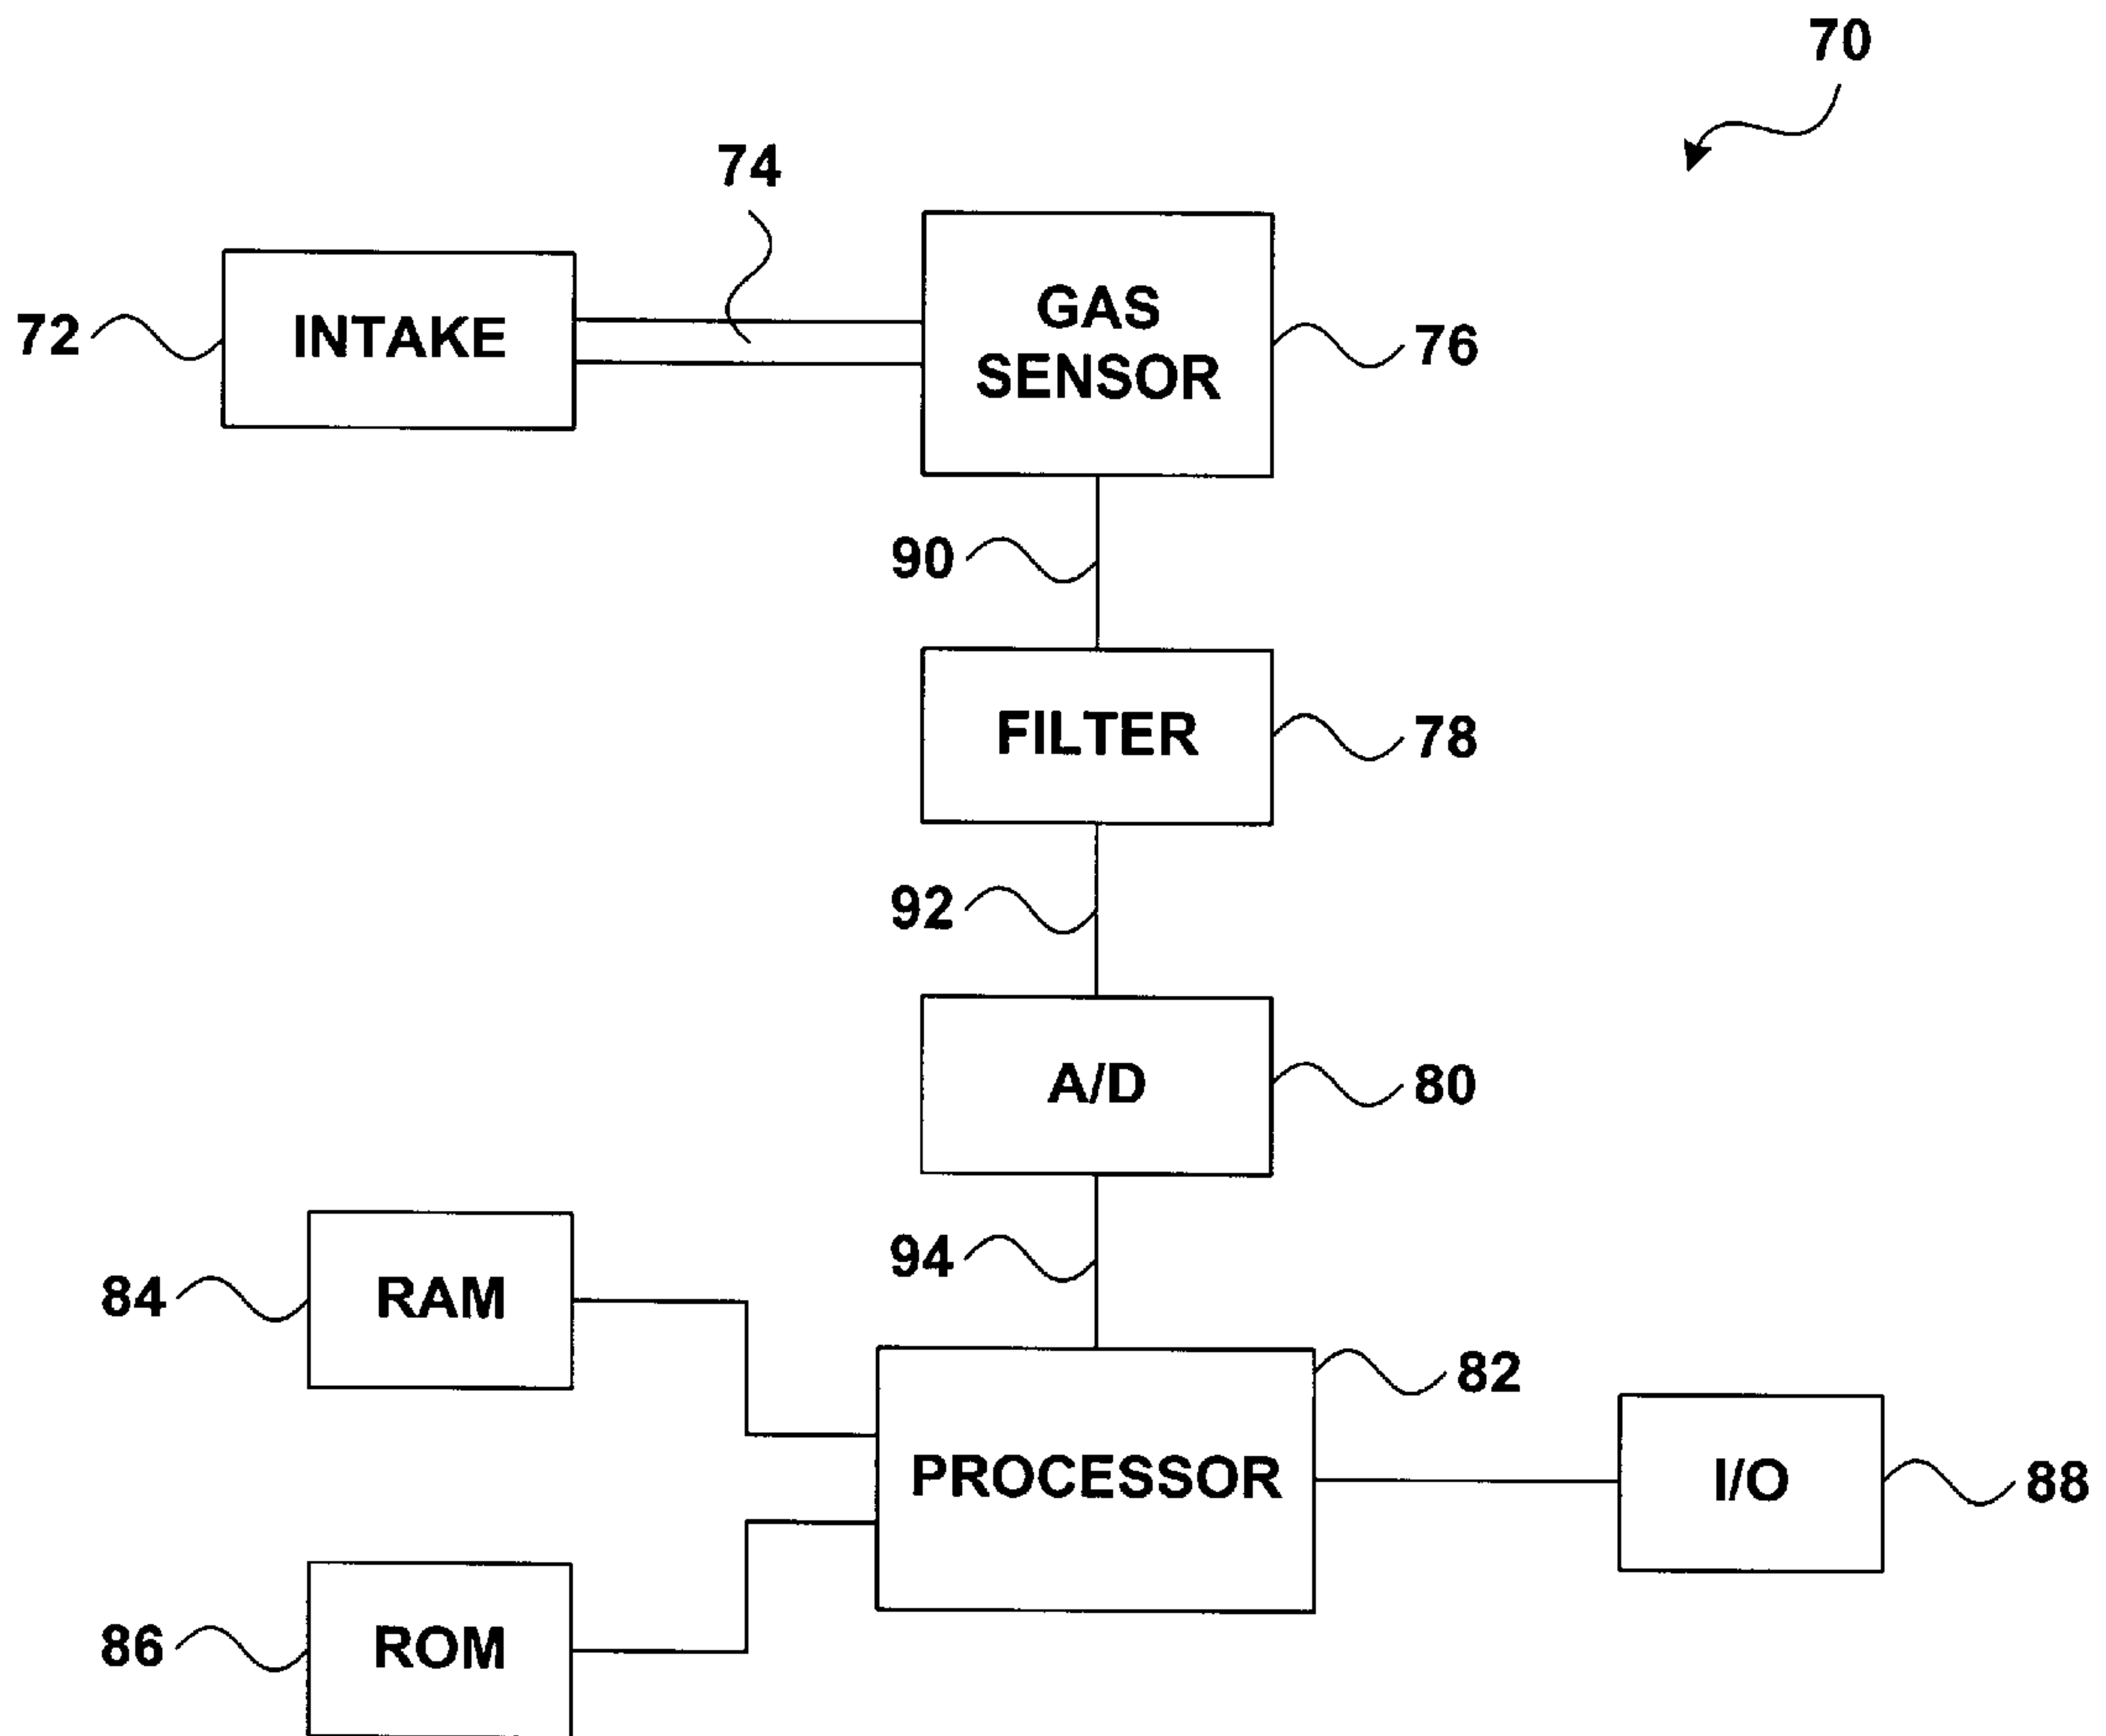 70
74
72
INTAKE
GAS
SENSOR
76
90
FILTER
78
92
A/D
80
94
84
RAM
82
PROCESSOR
I/O
88
86
ROM